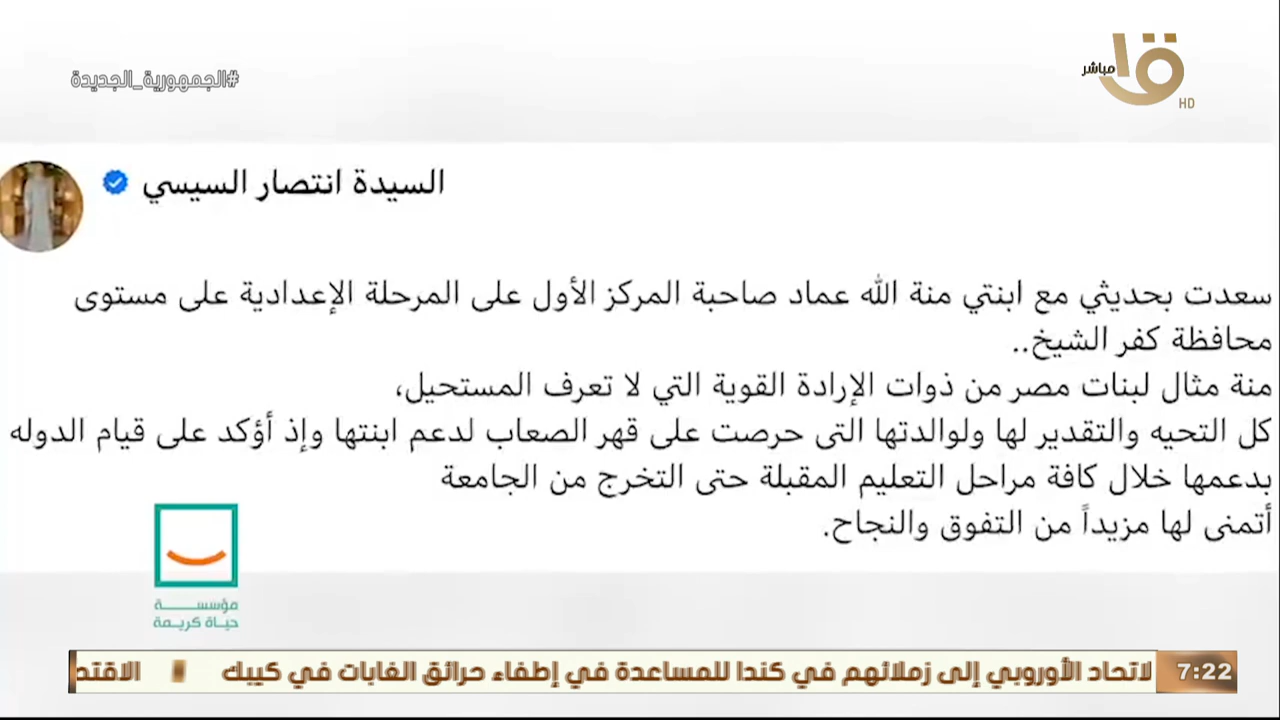 #الجمهورية_الجديدة
مباشر
HD
السيدة انتصار السيسي
سعدت بحديثي مع ابنتي منة الله عماد صاحبة المركز الأول على المرحلة الإعدادية على مستوى
محافظة كفر الشيخ..
منة مثال لبنات مصر من ذوات الإرادة القوية التي لا تعرف المستحيل،
كل التحيه والتقدير لها ولوالدتها التى حرصت على قهر الصعاب لدعم ابنتها وإذ أؤكد على قيام الدوله
بدعمها خلال كافة مراحل التعليم المقبلة حتى التخرج من الجامعة
أتمنى لها مزيداً من التفوق والنجاح.
مؤسسة
حياة كريمة
7:22 لاتحاد الأوروبي إلى زملائهم في كندا للمساعدة في إطفاء حرائق الغابات في كيبك الاقتص